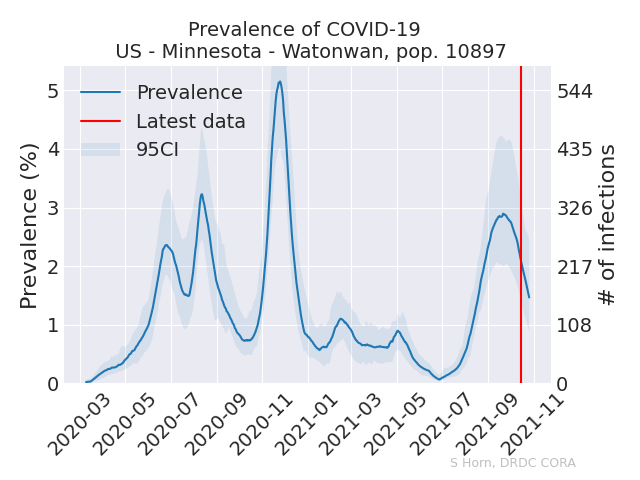 Prevalence of COVID-19
US - Minnesota - Watonwan, pop. 10897
Prevalence
Latest data
95CI
Prevalence (%)
5
4
3
2
1
0
# of infections
544
435
326
217
108
0
2020-03
2020-05
2020-07
2020-09
2020-11
2021-01
2021-03
2021-05
2021-07
2021-09
2021-11
S Horn, DRDC CORA